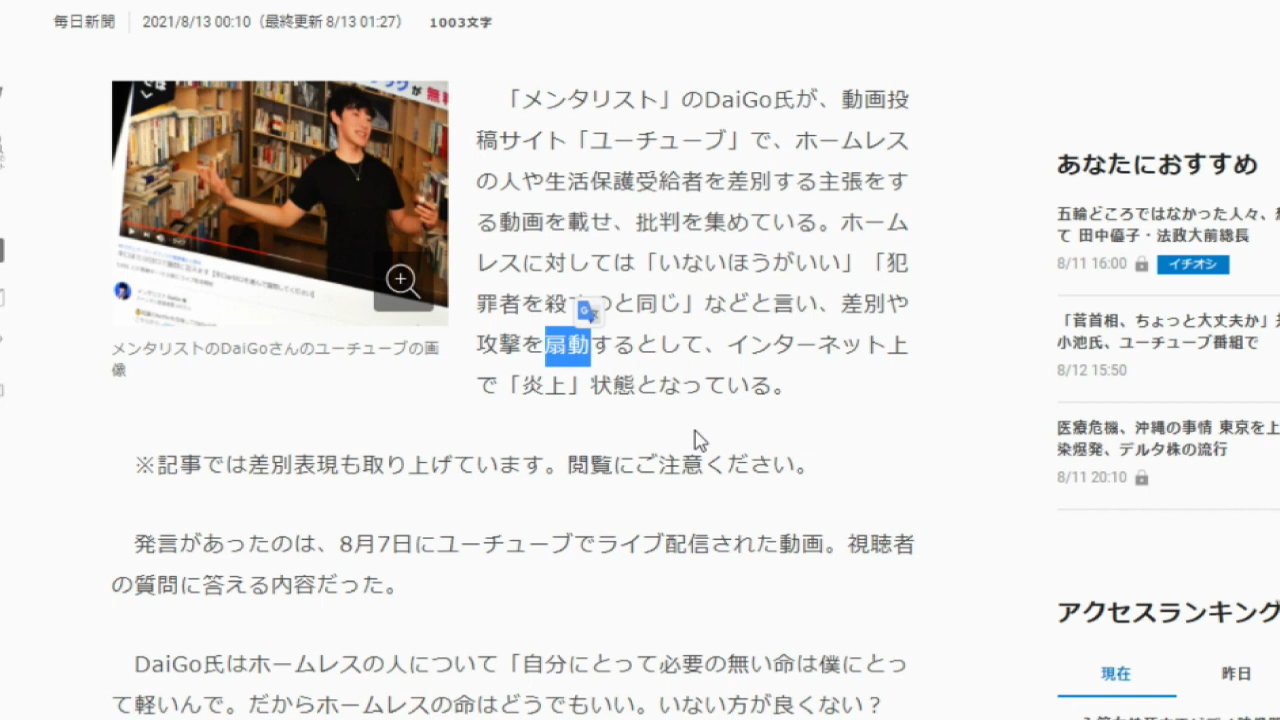 毎日新聞
2021/8/13 00:10（最終更新 8/13 01:27）
1003文字
「メンタリスト」のDaiGo氏が、動画投
稿サイト「ユーチューブ」で、ホームレス
の人や生活保護受給者を差別する主張をす
る動画を載せ、批判を集めている。ホーム
レスに対しては「いないほうがいい」「犯
罪者を殺 のと同じ」などと言い、差別や
攻撃を扇動するとして、インターネット上
で「炎上」状態となっている。
メンタリストのDaiGoさんのユーチューブの画
像
※記事では差別表現も取り上げています。閲覧にご注意ください。
発言があったのは、8月7日にユーチューブでライブ配信された動画。視聴者
の質問に答える内容だった。
DaiGo氏はホームレスの人について「自分にとって必要の無い命は僕にとっ
て軽いんで。だからホームレスの命はどうでもいい。いない方が良くない？
あなたにおすすめ
五輪どころではなかった人々、
て 田中優子・法政大前総長
8/11 16:00
イチオシ
「菅首相、ちょっと大丈夫か」
小池氏、ユーチューブ番組で
8/12 15:50
医療危機、沖縄の事情 東京を上
染爆発、デルタ株の流行
8/11 20:10
アクセスランキング
現在
昨日